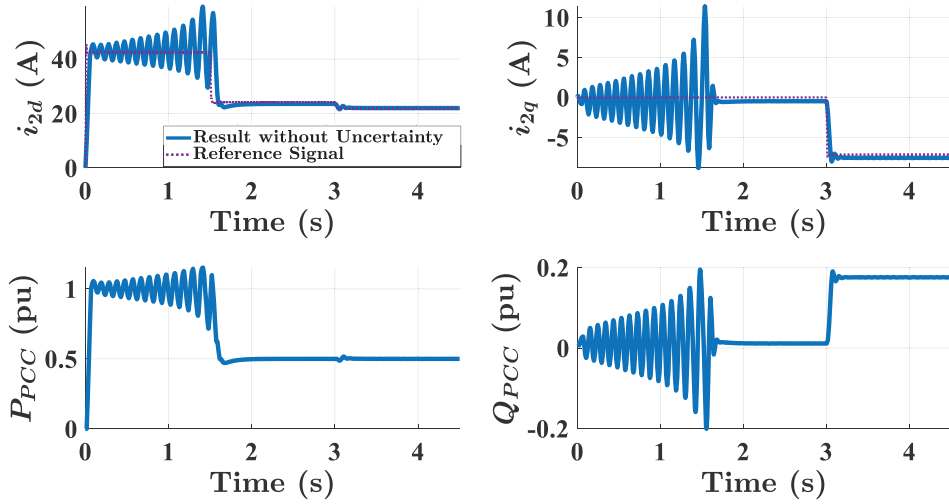 i2d (A)
40
20
0
Result without Uncertainty
Reference Signal
0 1 2 3 4
Time (s)
i2q (A)
10
5
0
-5
0 1 2 3 4
Time (s)
PPCC (pu)
1
0.5
0
0 1 2 3 4
Time (s)
QPCC (pu)
0.2
0
-0.2
0 1 2 3 4
Time (s)